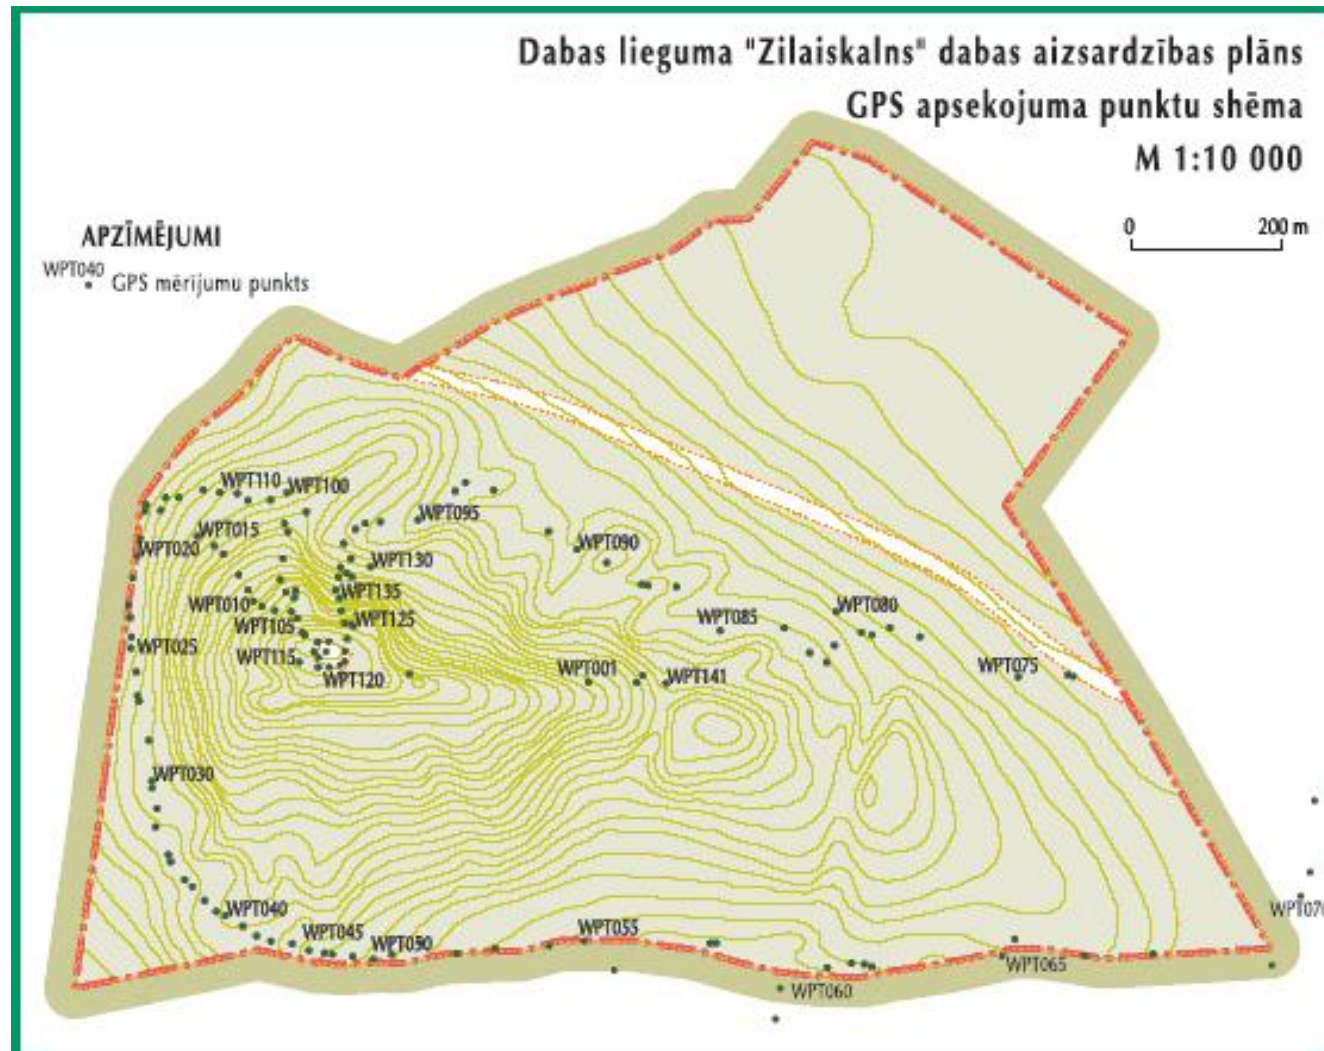 Dabas lieguma "Zilaiskalns" dabas aizsardzības plāns
GPS apsekojuma punktu shēma
M 1:10 000
0 200 m
APZĪMĒJUMI
WPT040
GPS mērījumu punkts
WPT110
WPT100
WPT095
WPT015
WPT020
WPT090
WPT130
WPT135
WPT010
WPT080
WPT105
WPT125
WPT085
WPT025
WPT115
WPT120
WPT001
WPT141
WPT075
WPT030
WPT040
WPT070
WPT045
WPT050
WPT055
WPT065
WPT060